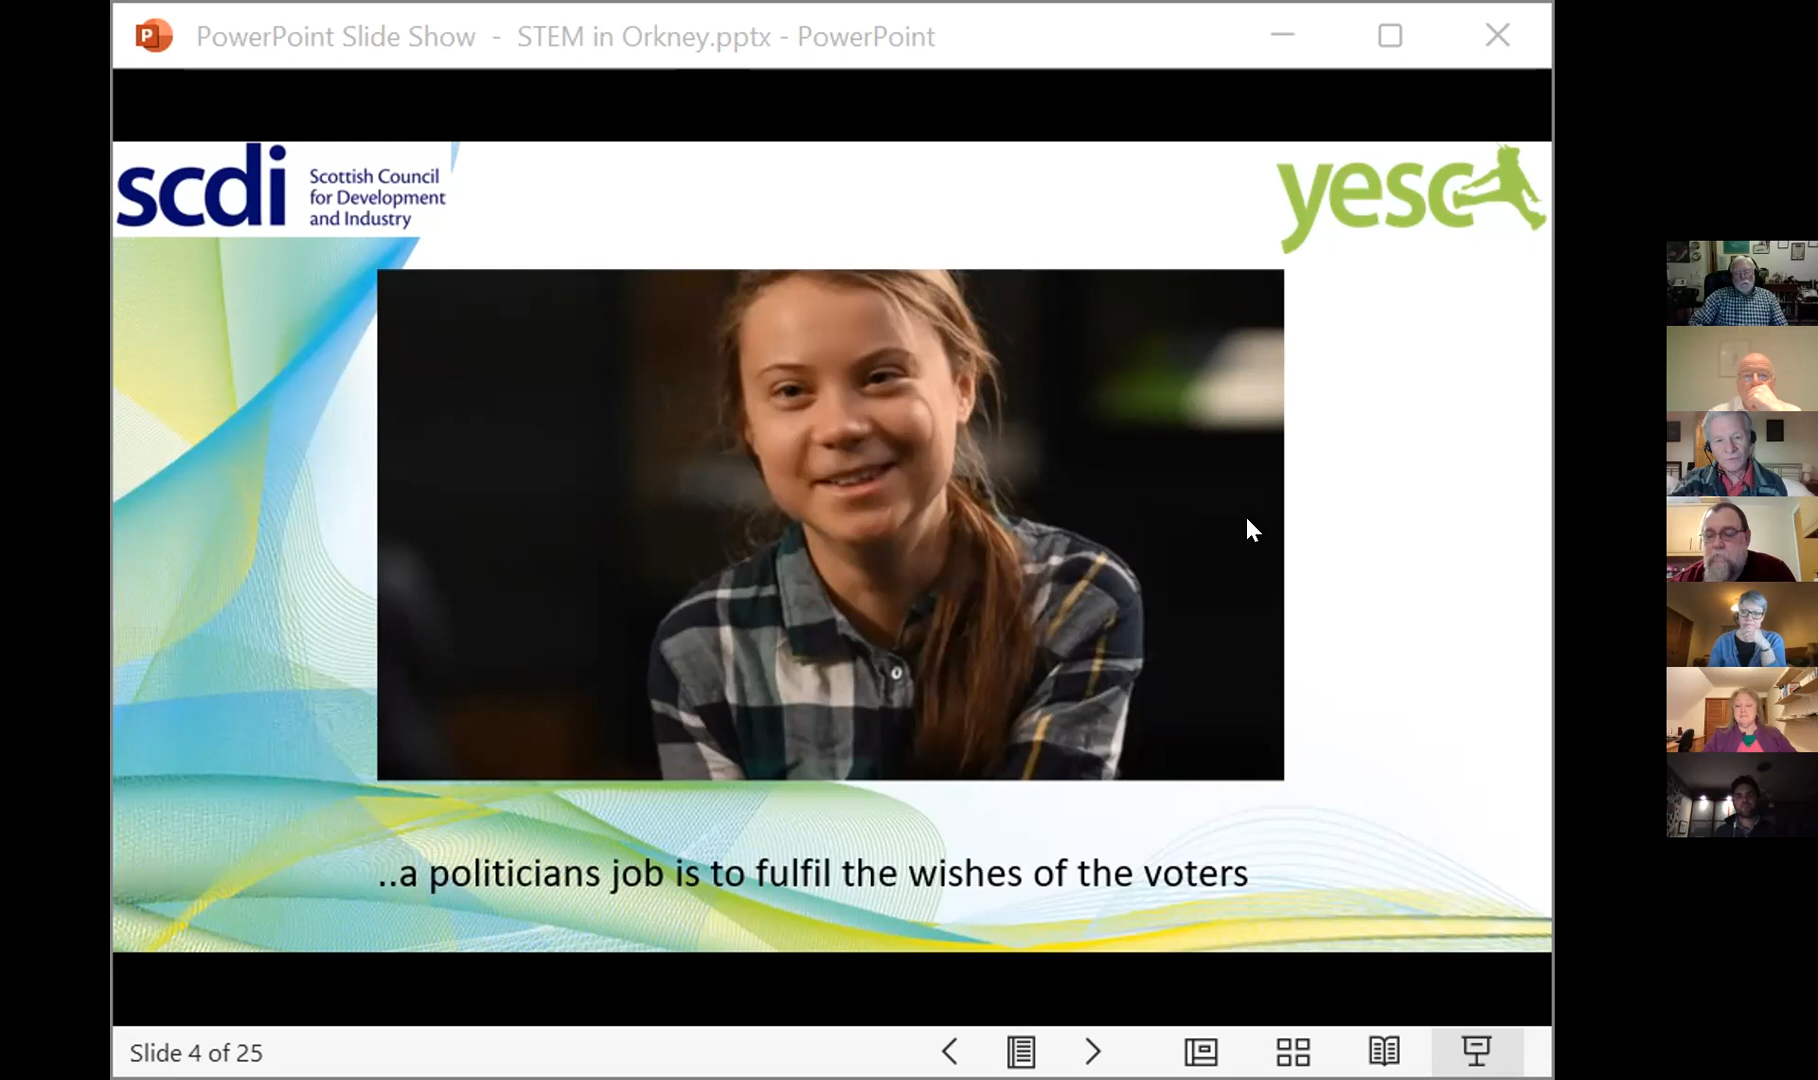 PowerPoint Slide Show - STEM in Orkney.pptx - PowerPoint
scdi
Scottish Council
for Development
and Industry
yesc
..a politicians job is to fulfil the wishes of the voters
Slide 4 of 25